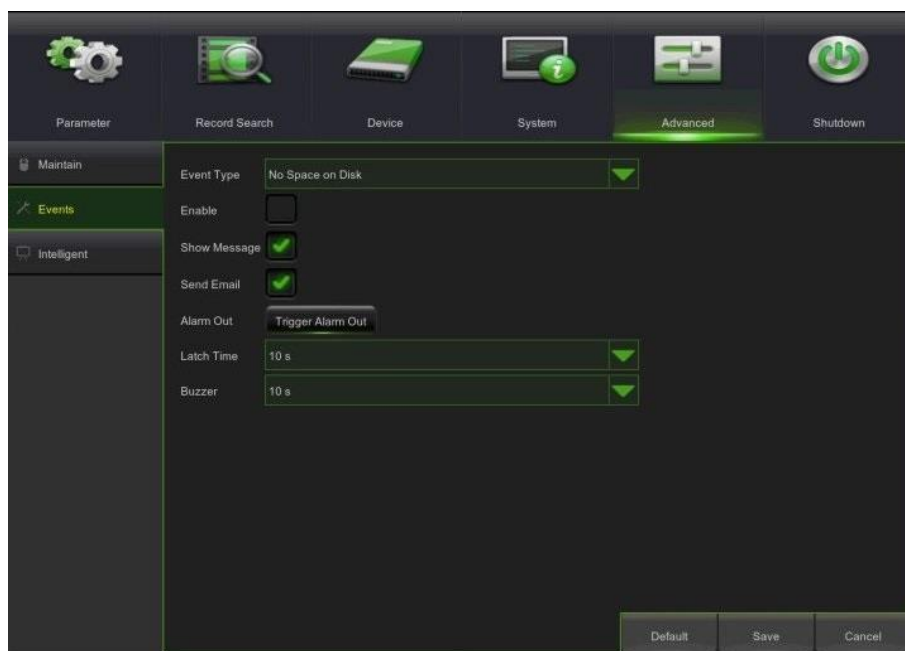 Parameter
Record Search
Device
System
Advanced
Shutdown
Maintain
Events
Intelligent
Event Type No Space on Disk
Enable
Show Message
Send Email
Alarm Out Trigger Alarm Out
Latch Time 10 s
Buzzer 10 s
Default Save Cancel